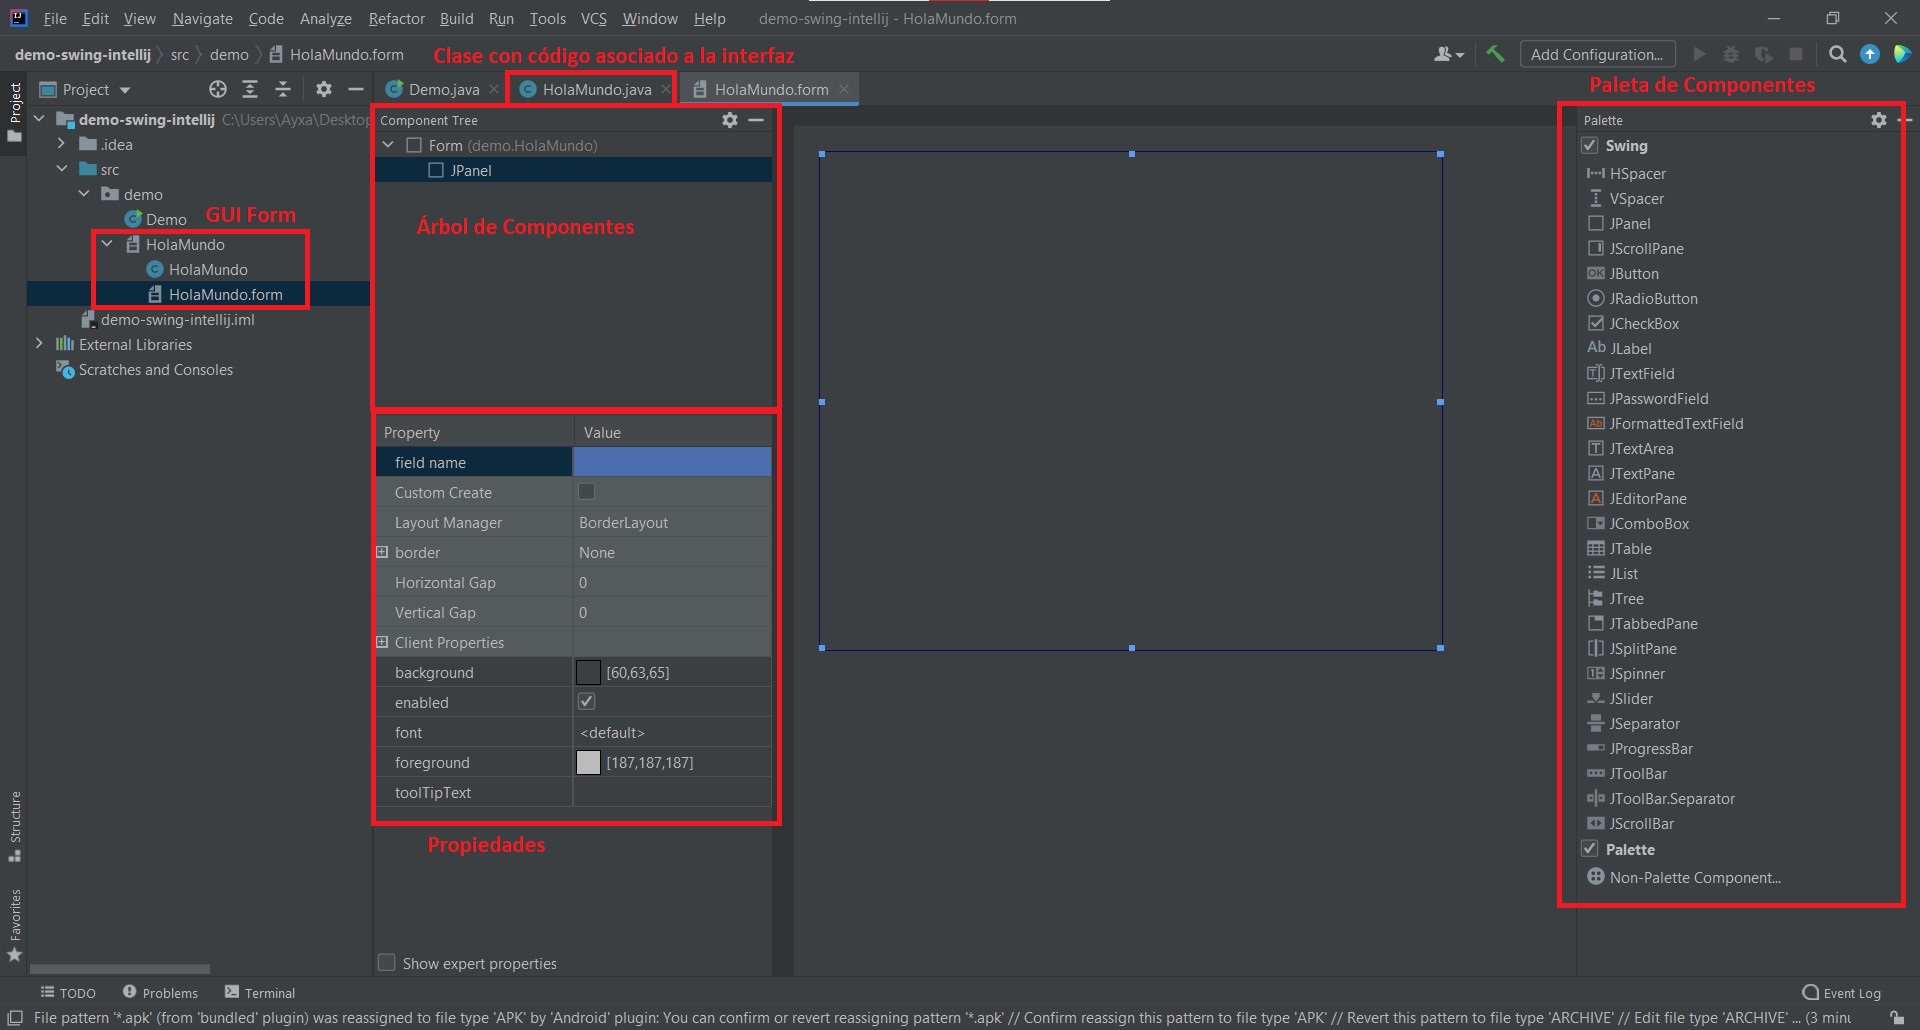 File Edit View Navigate Code Analyze Refactor Build Run Tools VCS Window Help demo-swing-intellij - HolaMundo.form
demo-swing-intellij src demo HolaMundo.form
Clase con código asociado a la interfaz
Add Configuration...
Project
Project
Demo.java HolaMundo.java HolaMundo.form
Paleta de Componentes
demo-swing-intellij C:\Users\Ayxa\Desktop
.idea
src
demo
Demo
GUI Form
HolaMundo
HolaMundo
HolaMundo.form
demo-swing-intellij.iml
External Libraries
Scratches and Consoles
Component Tree
Form (demo.HolaMundo)
JPanel
Árbol de Componentes
Property Value
field name
Custom Create
Layout Manager BorderLayout
border None
Horizontal Gap 0
Vertical Gap 0
Client Properties
background [60,63,65]
enabled
font <default>
foreground [187,187,187]
toolTipText
Propiedades
Show expert properties
Palette
Swing
HSpacer
VSpacer
JPanel
JScrollPane
JButton
JRadioButton
JCheckBox
JLabel
JTextField
JPasswordField
JFormattedTextField
JTextArea
JTextPane
JEditorPane
JComboBox
JTable
JList
JTree
JTabbedPane
JSplitPane
JSpinner
JSlider
JSeparator
JProgressBar
JToolBar
JToolBar.Separator
JScrollBar
Palette
Non-Palette Component...
Structure
Favorites
TODO Problems Terminal Event Log
File pattern '*.apk' (from 'bundled' plugin) was reassigned to file type 'APK' by 'Android' plugin: You can confirm or revert reassigning pattern '*.apk' // Confirm reassign this pattern to file type 'APK' // Revert this pattern to file type 'ARCHIVE' // Edit file type 'ARCHIVE' ... (3 minu